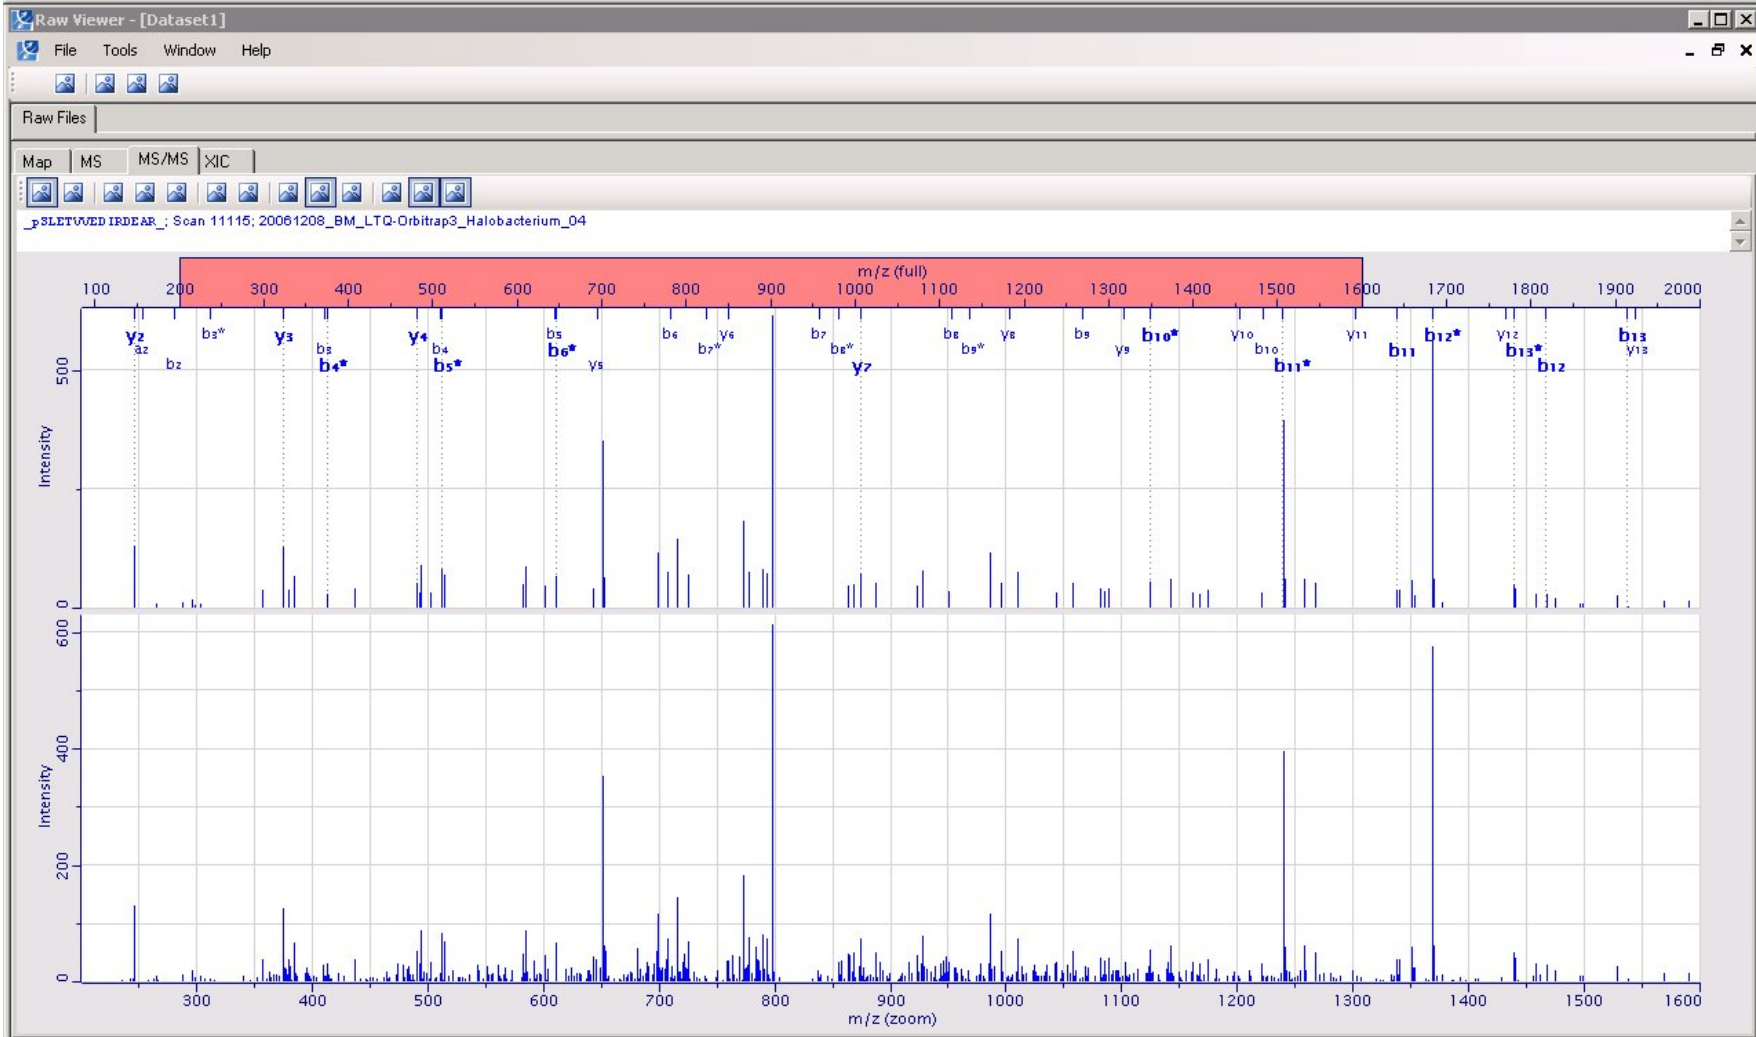 Raw Viewer - [Dataset1]
File Tools Window Help
Raw Files
Map MS MS/MS XIC
_pSLETVVEDIRDEAR_; Scan 11115; 20061208_BM_LTQ-Orbitrap3_Halobacterium_04
m/z (full)
100 200 300 400 500 600 700 800 900 1000 1100 1200 1300 1400 1500 1600 1700 1800 1900 2000
y2 b3* y3 y4 b5 b6 y6 b7 b8 y8 b9 b10* y10 y11 b12* y12 b13
a2 b3 b4 b6* b7* b8* b9* y9 b10 b11 b13* y13
b2 b4* b5* y5 y7 b11* b12
500
Intensity
0
600
400
Intensity
200
0
300 400 500 600 700 800 900 1000 1100 1200 1300 1400 1500 1600
m/z (zoom)